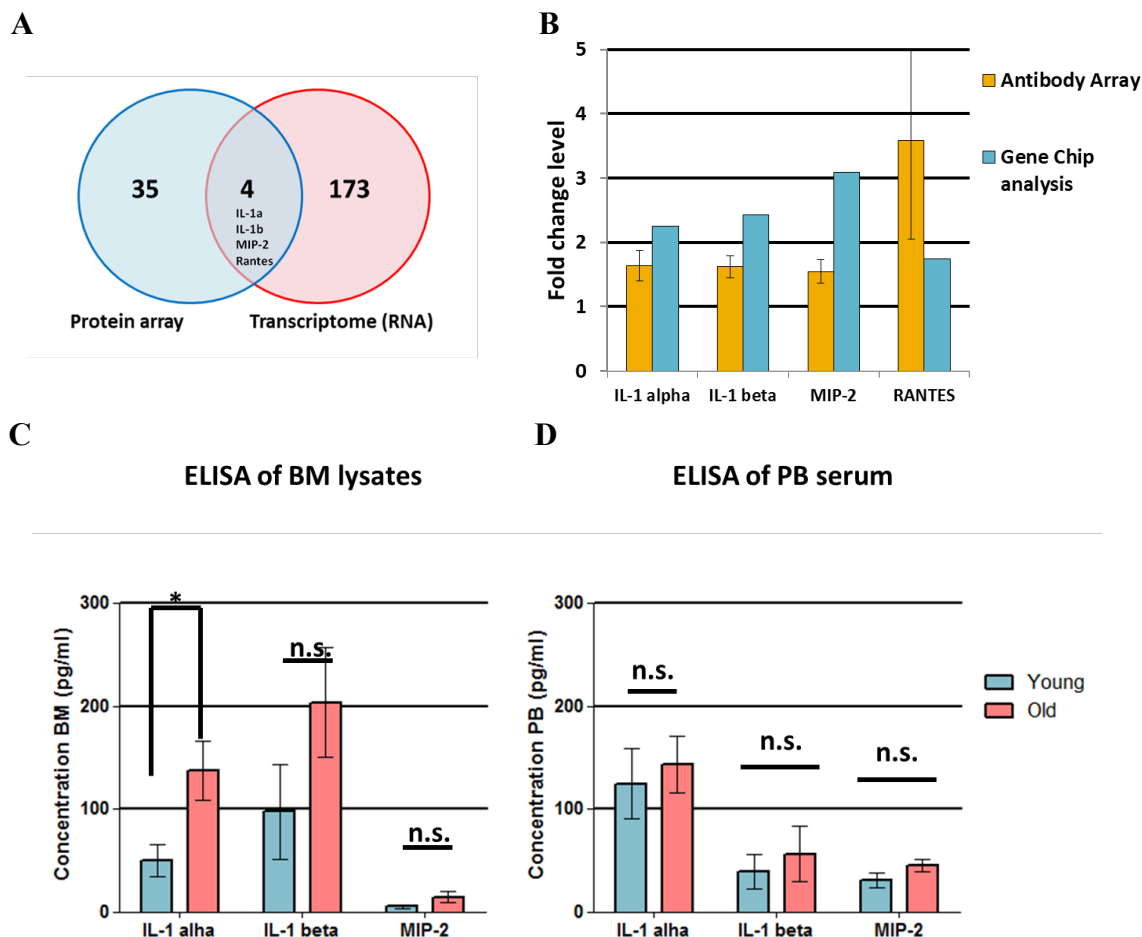 A
35
4
173
IL-1a
IL-1b
MIP-2
Rantes
Protein array
Transcriptome (RNA)
B
Fold change level
5
4
3
2
1
0
IL-1 alpha
IL-1 beta
MIP-2
RANTES
Antibody Array
Gene Chip
analysis
C
ELISA of BM lysates
Concentration BM (pg/ml)
300
200
100
0
*
n.s.
n.s.
IL-1 alha
IL-1 beta
MIP-2
D
ELISA of PB serum
Concentration PB (pg/ml)
300
200
100
0
n.s.
n.s.
n.s.
IL-1 alha
IL-1 beta
MIP-2
Young
Old